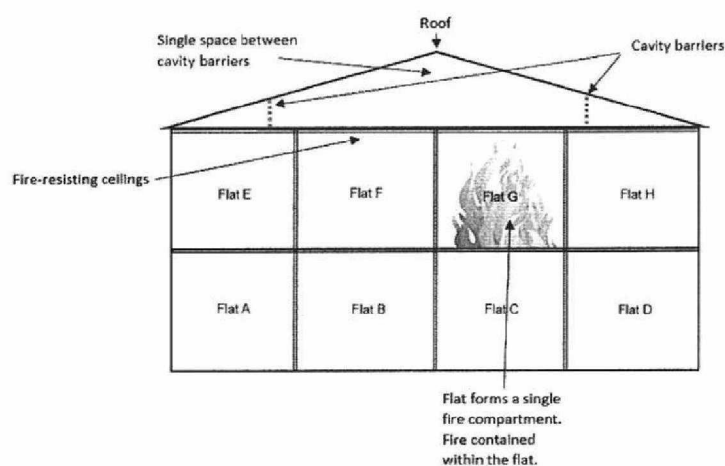 Roof
Single space between
cavity barriers
Cavity barriers
Fire-resisting ceilings
Flat E
Flat F
Flat G
Flat H
Flat A
Flat B
Flat C
Flat D
Flat forms a single
fire compartment.
Fire contained
within the flat.